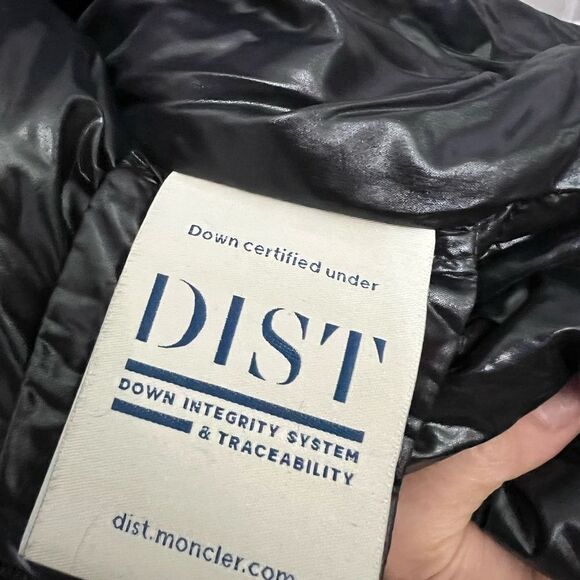 Down certified under
DIST
DOWN INTEGRITY SYSTEM
& TRACEABILITY
dist.moncler.com